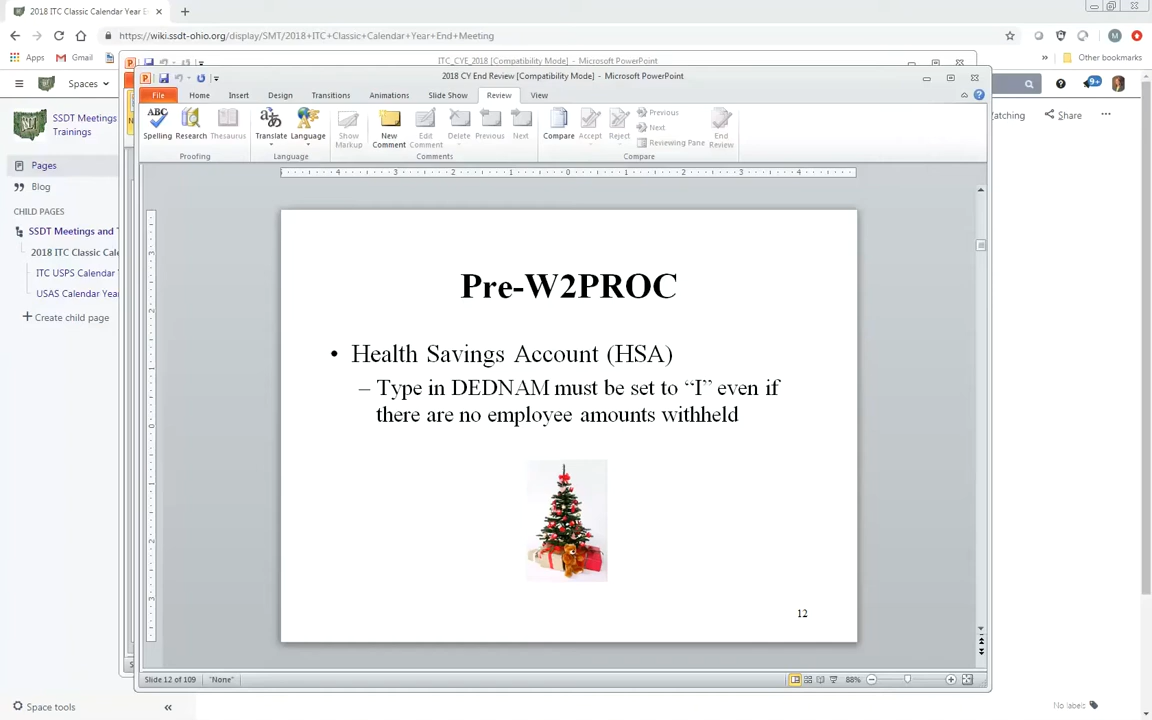 2018 ITC Classic Calendar Year E
https://wiki.ssdt-ohio.org/display/SMT/2018+ITC+Classic+Calendar+Year+End+Meeting
M
Apps
Gmail
Other bookmarks
ITC_CYE_2018 [Compatibility Mode] - Microsoft PowerPoint
2018 CY End Review [Compatibility Mode] - Microsoft PowerPoint
Spaces
9+
File
Home
Insert
Design
Transitions
Animations
Slide Show
Review
View
ABC
Spelling
Research
Thesaurus
Translate
Language
Show
Markup
New
Comment
Edit
Comment
Delete
Previous
Next
Compare
Accept
Reject
Previous
Next
Reviewing Pane
End
Review
Proofing
Language
Comments
Compare
SSDT Meetings
Trainings
atching
Share
Pages
Blog
CHILD PAGES
SSDT Meetings and T
2018 ITC Classic Cale
ITC USPS Calendar
USAS Calendar Yea
Create child page
Pre-W2PROC
• Health Savings Account (HSA)
– Type in DEDNAM must be set to “I” even if
there are no employee amounts withheld
12
Slide 12 of 109
"None"
88%
Space tools
No labels